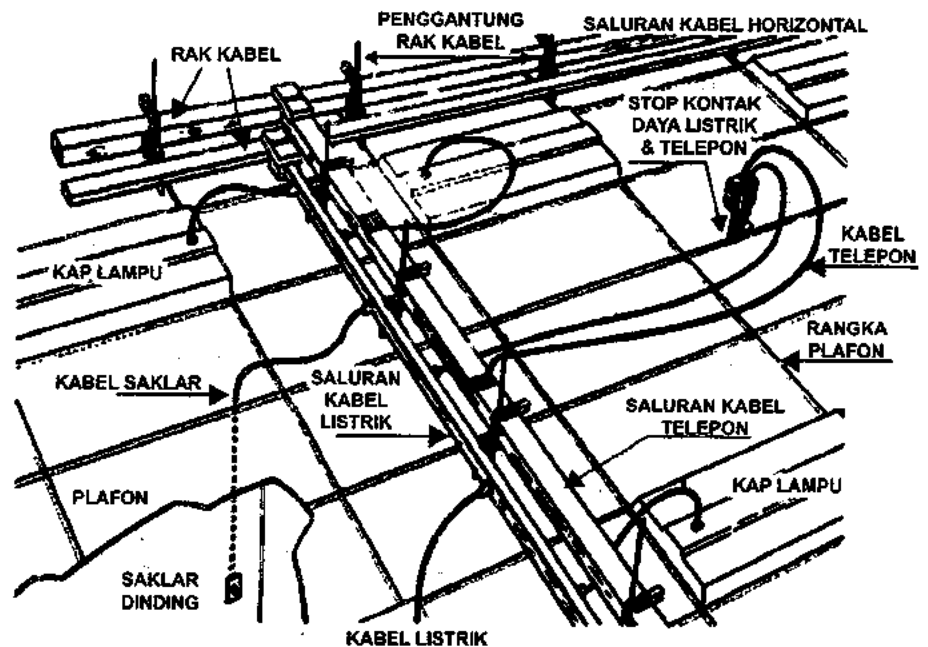 PENGGANTUNG
RAK KABEL
SALURAN KABEL HORIZONTAL
RAK KABEL
STOP KONTAK
DAYA LISTRIK
& TELEPON
KABEL
TELEPON
KAP LAMPU
RANGKA
PLAFON
KABEL SAKLAR
SALURAN
KABEL
LISTRIK
SALURAN KABEL
TELEPON
PLAFON
KAP LAMPU
SAKLAR
DINDING
KABEL LISTRIK